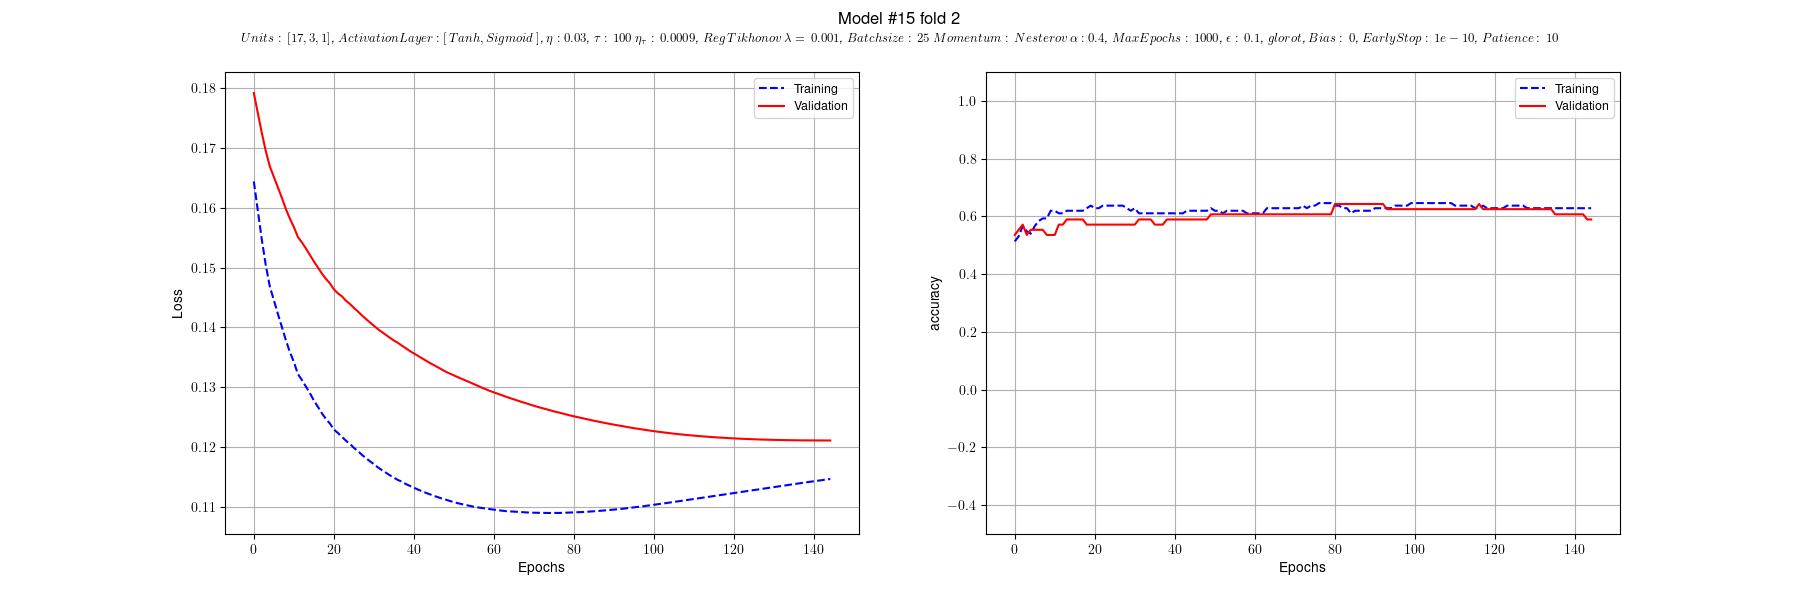 Model #15 fold 2
Units : [17, 3, 1], ActivationLayer : [ Tanh, Sigmoid ], η : 0.03, τ : 100 ητ : 0.0009, RegTikhonov λ = 0.001, Batchsize : 25 Momentum : Nesterov α : 0.4, MaxEpochs : 1000, ϵ : 0.1, glorot, Bias : 0, EarlyStop : 1e − 10, Patience : 10
Training
Validation
0.18
0.17
0.16
0.15
0.14
0.13
0.12
0.11
Loss
0 20 40 60 80 100 120 140
Epochs
Training
Validation
1.0
0.8
0.6
0.4
0.2
0.0
−0.2
−0.4
accuracy
0 20 40 60 80 100 120 140
Epochs